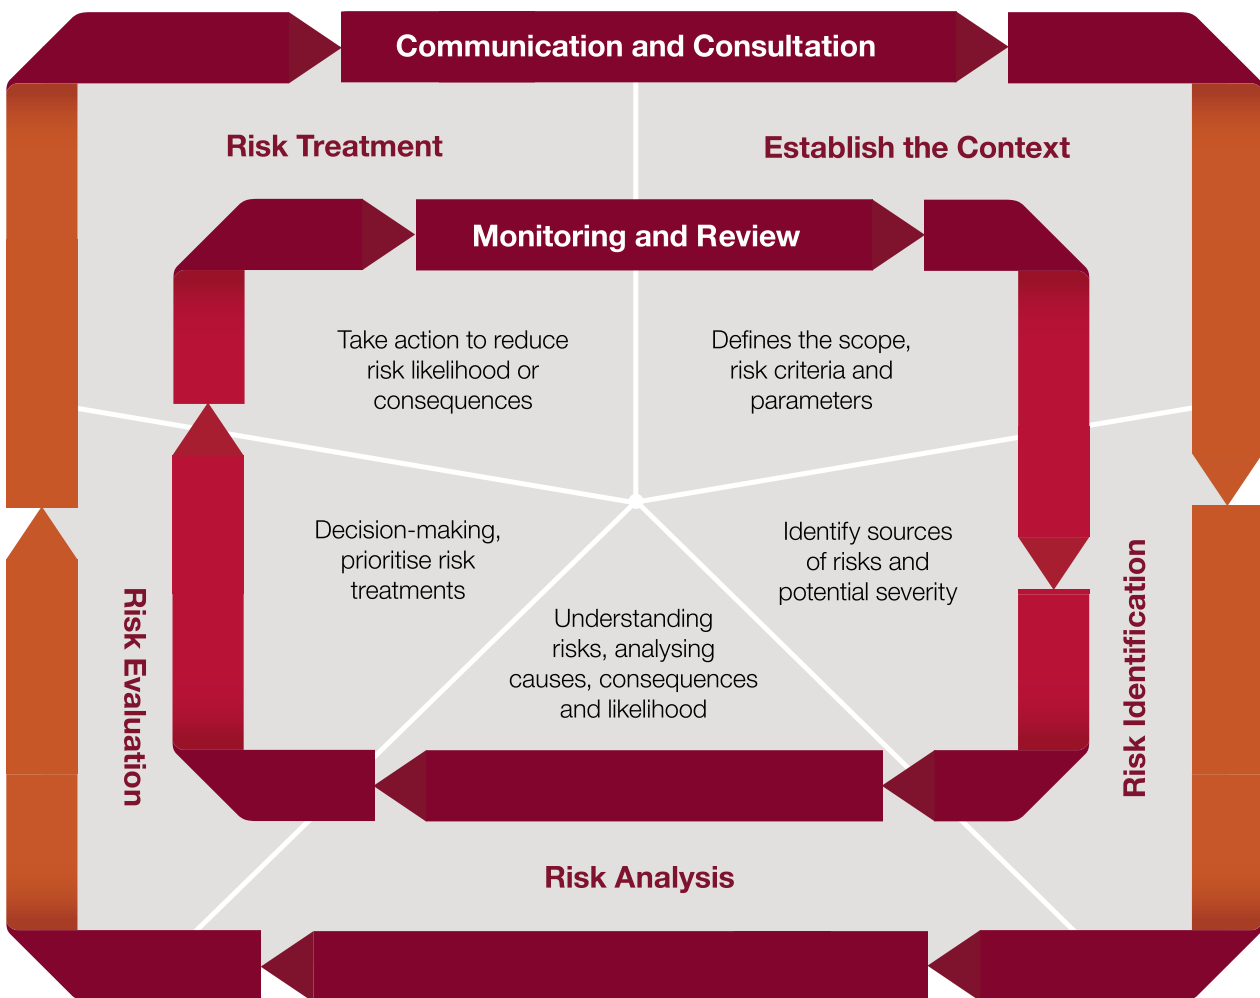 Communication and Consultation
Risk Treatment
Establish the Context
Monitoring and Review
Take action to reduce
risk likelihood or
consequences
Defines the scope,
risk criteria and
parameters
Decision-making,
prioritise risk
treatments
Identify sources
of risks and
potential severity
Understanding
risks, analysing
causes, consequences
and likelihood
Risk Evaluation
Risk Identification
Risk Analysis